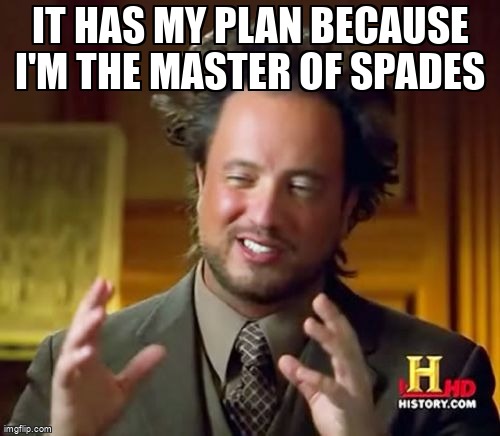 IT HAS MY PLAN BECAUSE
I'M THE MASTER OF SPADES
H HD
HISTORY.COM
imgflip.com